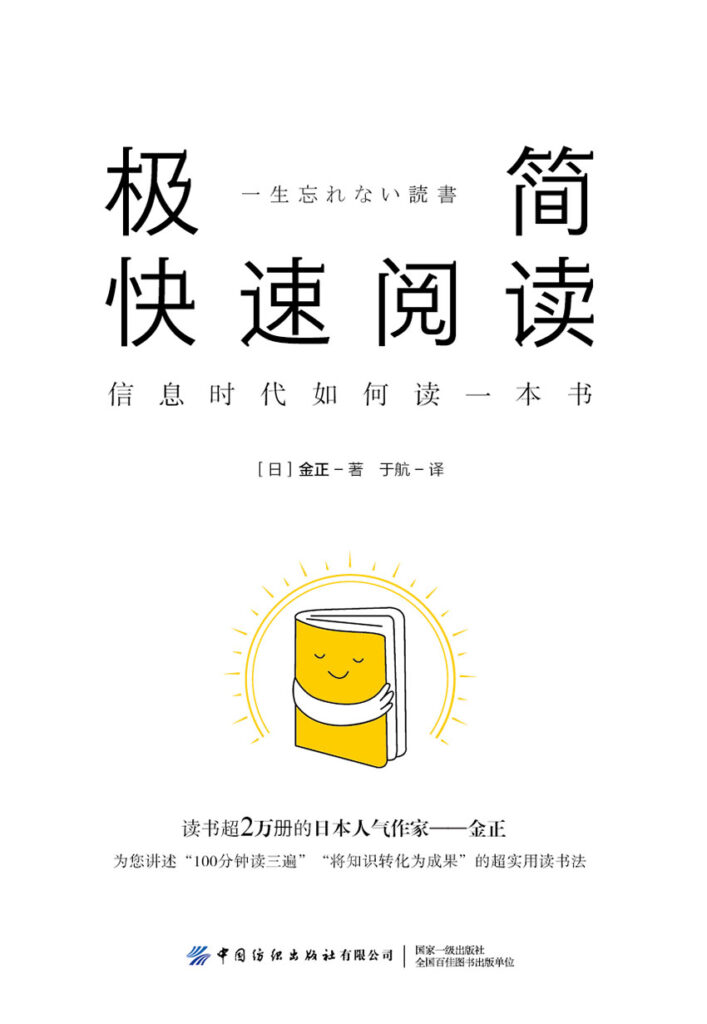 极 一生忘れない読書 简
快速阅读
信息时代如何读一本书
[日]金正–著 于航–译
读书超2万册的日本人气作家——金正
为您讲述“100分钟读三遍”“将知识转化为成果”的超实用读书法
中国纺织出版社有限公司
国家一级出版社
全国百佳图书出版单位